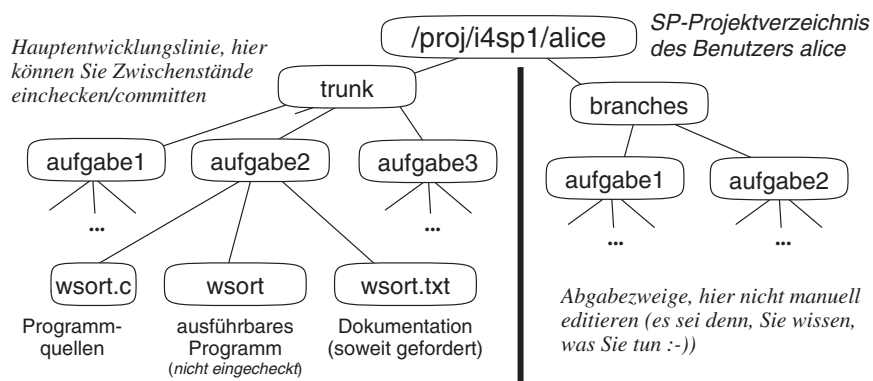 /proj/i4sp1/alice
SP-Projektverzeichnis
des Benutzers alice
Hauptentwicklungslinie, hier
können Sie Zwischenstände
einchecken/committen
trunk
branches
aufgabe1
aufgabe2
aufgabe3
aufgabe1
aufgabe2
...
...
...
...
wsort.c
wsort
wsort.txt
Programm-
quellen
ausführbares
Programm
(nicht eingecheckt)
Dokumentation
(soweit gefordert)
Abgabezweige, hier nicht manuell
editieren (es sei denn, Sie wissen,
was Sie tun :-))